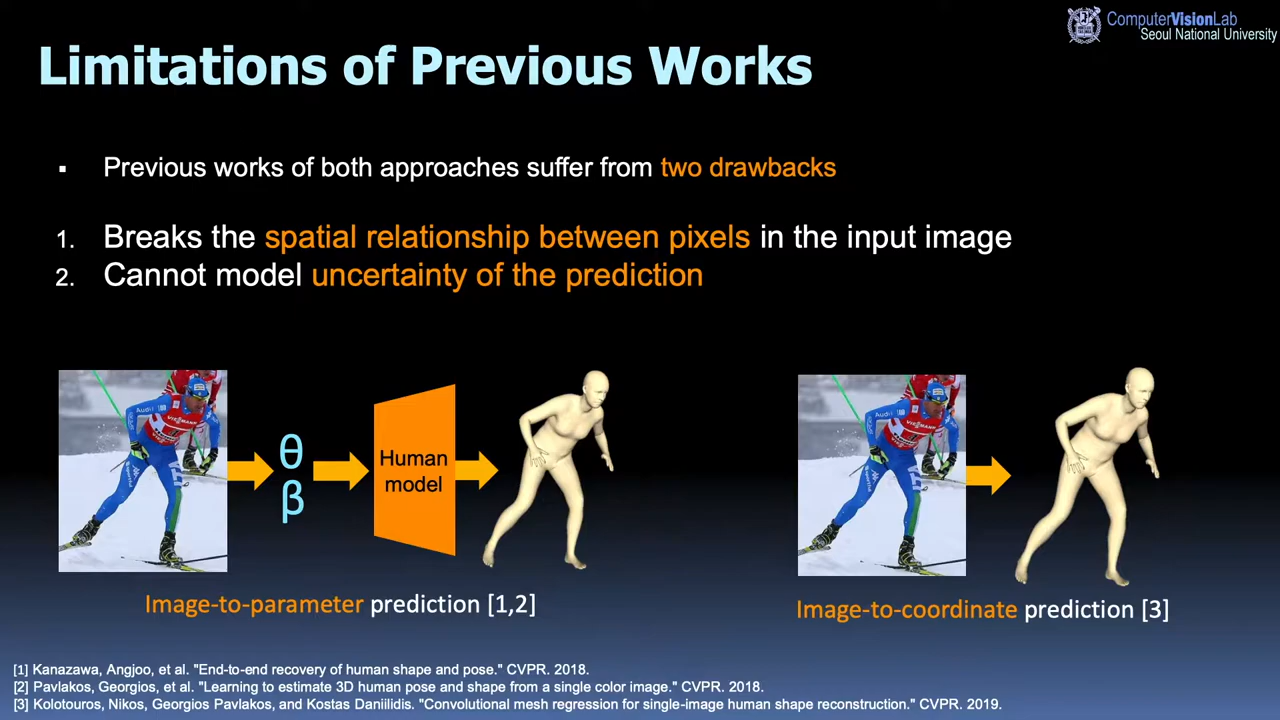 ComputerVisionLab
Seoul National University
Limitations of Previous Works
▪ Previous works of both approaches suffer from two drawbacks
1. Breaks the spatial relationship between pixels in the input image
2. Cannot model uncertainty of the prediction
Audi
VIESSMANN
θ
β
Human
model
Audi
VIESSMANN
Image-to-parameter prediction [1,2]
Image-to-coordinate prediction [3]
[1] Kanazawa, Angjoo, et al. "End-to-end recovery of human shape and pose." CVPR. 2018.
[2] Pavlakos, Georgios, et al. "Learning to estimate 3D human pose and shape from a single color image." CVPR. 2018.
[3] Kolotouros, Nikos, Georgios Pavlakos, and Kostas Daniilidis. "Convolutional mesh regression for single-image human shape reconstruction." CVPR. 2019.